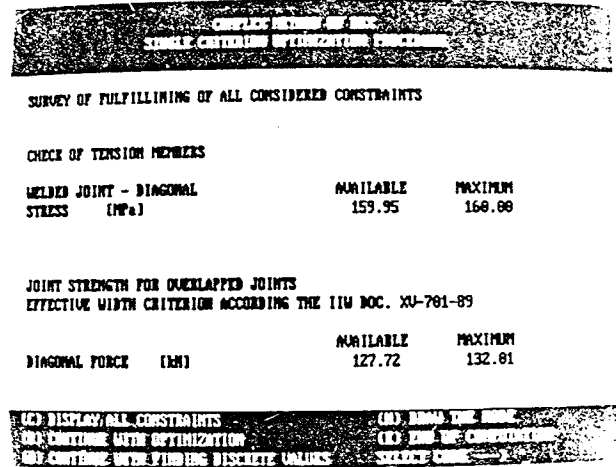 COMPLEX METHOD OF BOX
SINGLE CRITERION OPTIMIZATION PROCEDURE
SURVEY OF FULFILLINING OF ALL CONSIDERED CONSTRAINTS
CHECK OF TENSION MEMBERS
WELDED JOINT - DIAGONAL AVAILABLE MAXIMUM
STRESS [MPa] 159.95 160.00
JOINT STRENGTH FOR OVERLAPPED JOINTS
EFFECTIVE WIDTH CRITERION ACCORDING THE IIW DOC. XV-701-89
AVAILABLE MAXIMUM
DIAGONAL FORCE [kN] 127.72 132.81
DISPLAY ALL CONSTRAINTS
CONTINUE WITH OPTIMIZATION
CONTINUE WITH FINDING DISCRETE VALUES